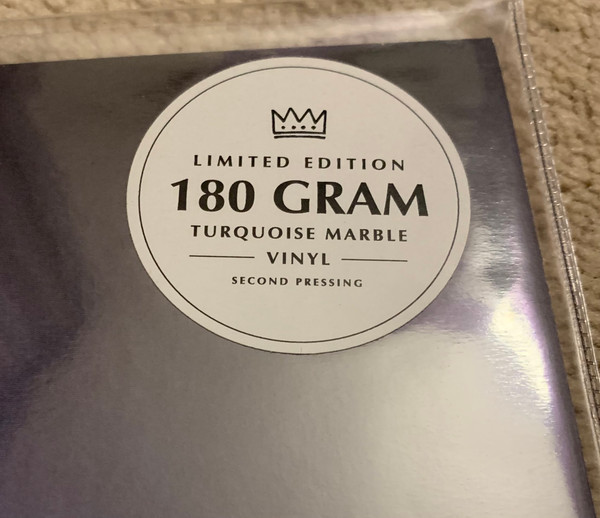 LIMITED EDITION
180 GRAM
TURQUOISE MARBLE
VINYL
SECOND PRESSING